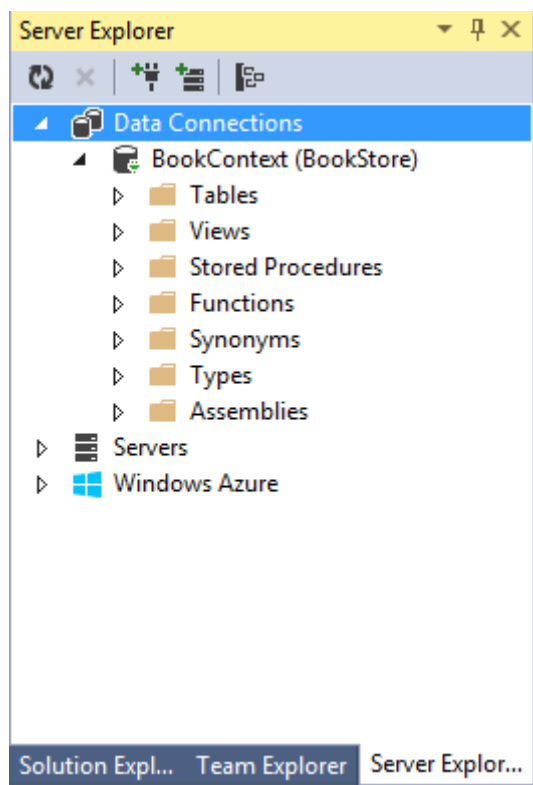 Server Explorer
Data Connections
BookContext (BookStore)
Tables
Views
Stored Procedures
Functions
Synonyms
Types
Assemblies
Servers
Windows Azure
Solution Expl... Team Explorer Server Explor...